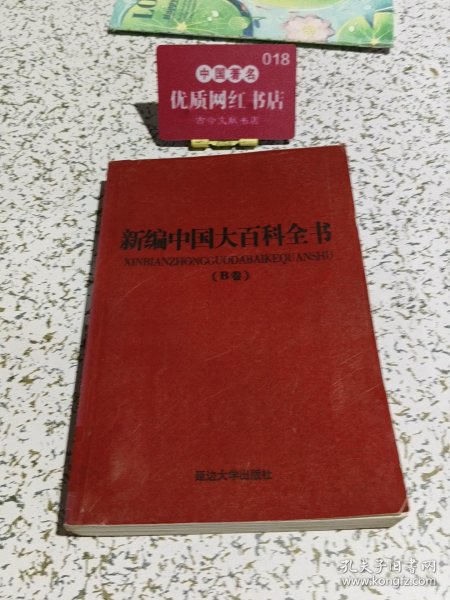 LO
018
中国著名
优质网红书店
古今文献书店
新编中国大百科全书
XINBIANZHONGGUODABAIKEQUANSHU
(B卷)
延边大学出版社
孔夫子旧书网
www.kongfz.com